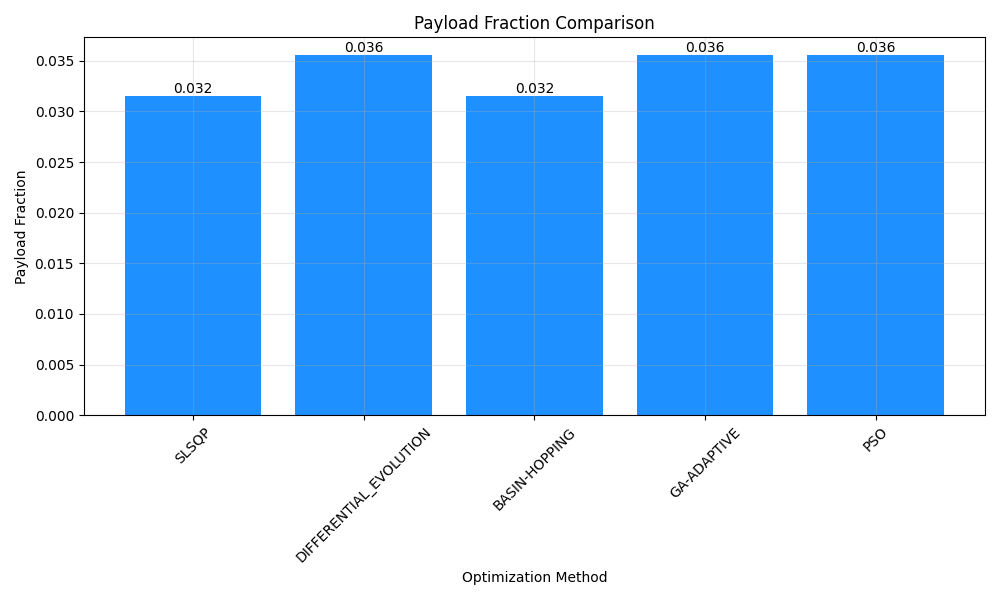 Payload Fraction Comparison
Payload Fraction
0.035
0.030
0.025
0.020
0.015
0.010
0.005
0.000
0.032
0.036
0.032
0.036
0.036
SLSQP
DIFFERENTIAL_EVOLUTION
BASIN-HOPPING
GA-ADAPTIVE
PSO
Optimization Method